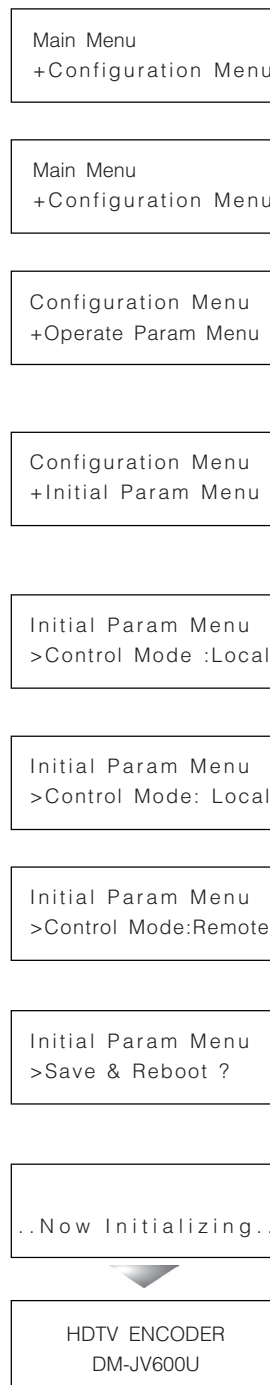 Main Menu
+Configuration Menu
Main Menu
+Configuration Menu
Configuration Menu
+Operate Param Menu
Configuration Menu
+Initial Param Menu
Initial Param Menu
>Control Mode :Local
Initial Param Menu
>Control Mode: Local
Initial Param Menu
>Control Mode:Remote
Initial Param Menu
>Save & Reboot ?
..Now Initializing..
HDTV ENCODER
DM-JV600U